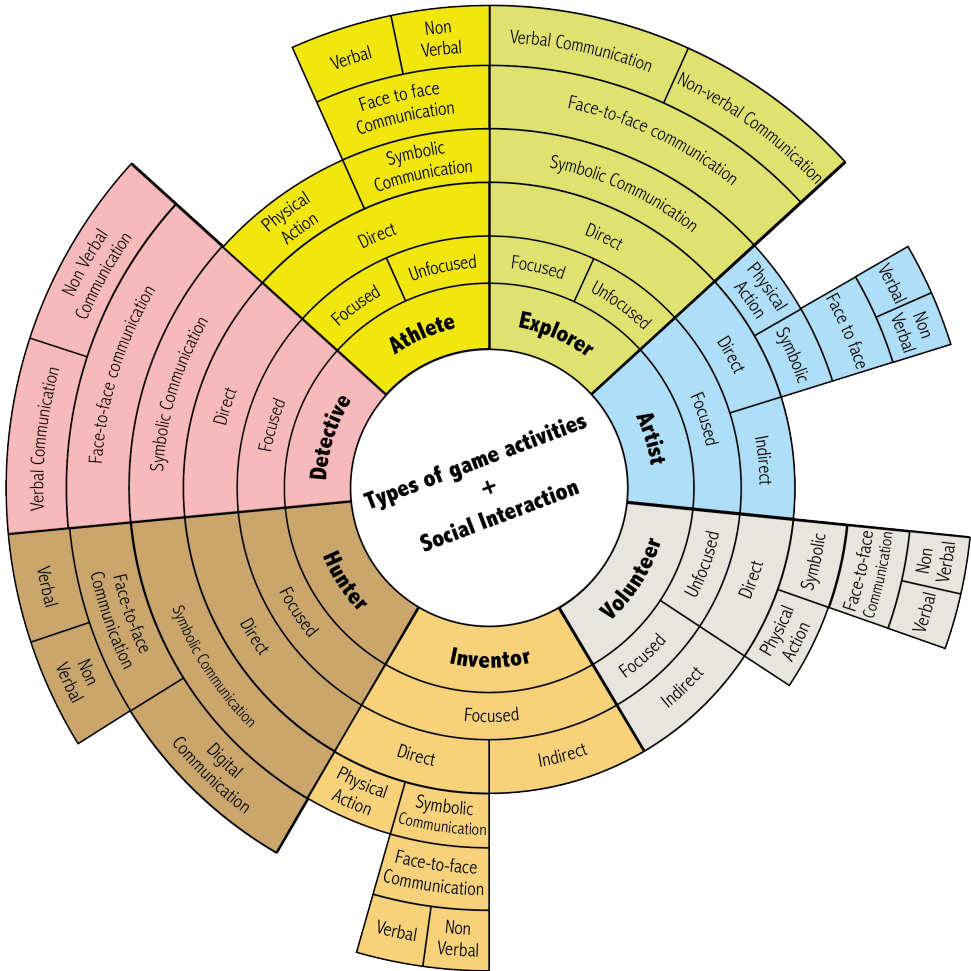 Types of game activities
+
Social Interaction
Explorer
Focused
Unfocused
Direct
Symbolic Communication
Face-to-face communication
Verbal Communication
Non-verbal Communication
Artist
Focused
Direct
Indirect
Physical
Action
Symbolic
Face to face
Verbal
Non
Verbal
Volunteer
Unfocused
Focused
Direct
Indirect
Symbolic
Physical
Action
Face-to-face
Communication
Non
Verbal
Verbal
Inventor
Focused
Direct
Indirect
Physical
Action
Symbolic
Communication
Face-to-face
Communication
Verbal
Non
Verbal
Hunter
Focused
Direct
Symbolic Communication
Face-to-face
Communication
Digital
Communication
Verbal
Non
Verbal
Detective
Focused
Direct
Symbolic Communication
Face-to-face communication
Verbal Communication
Non Verbal
Communication
Athlete
Focused
Unfocused
Direct
Physical
Action
Symbolic
Communication
Face to face
Communication
Verbal
Non
Verbal